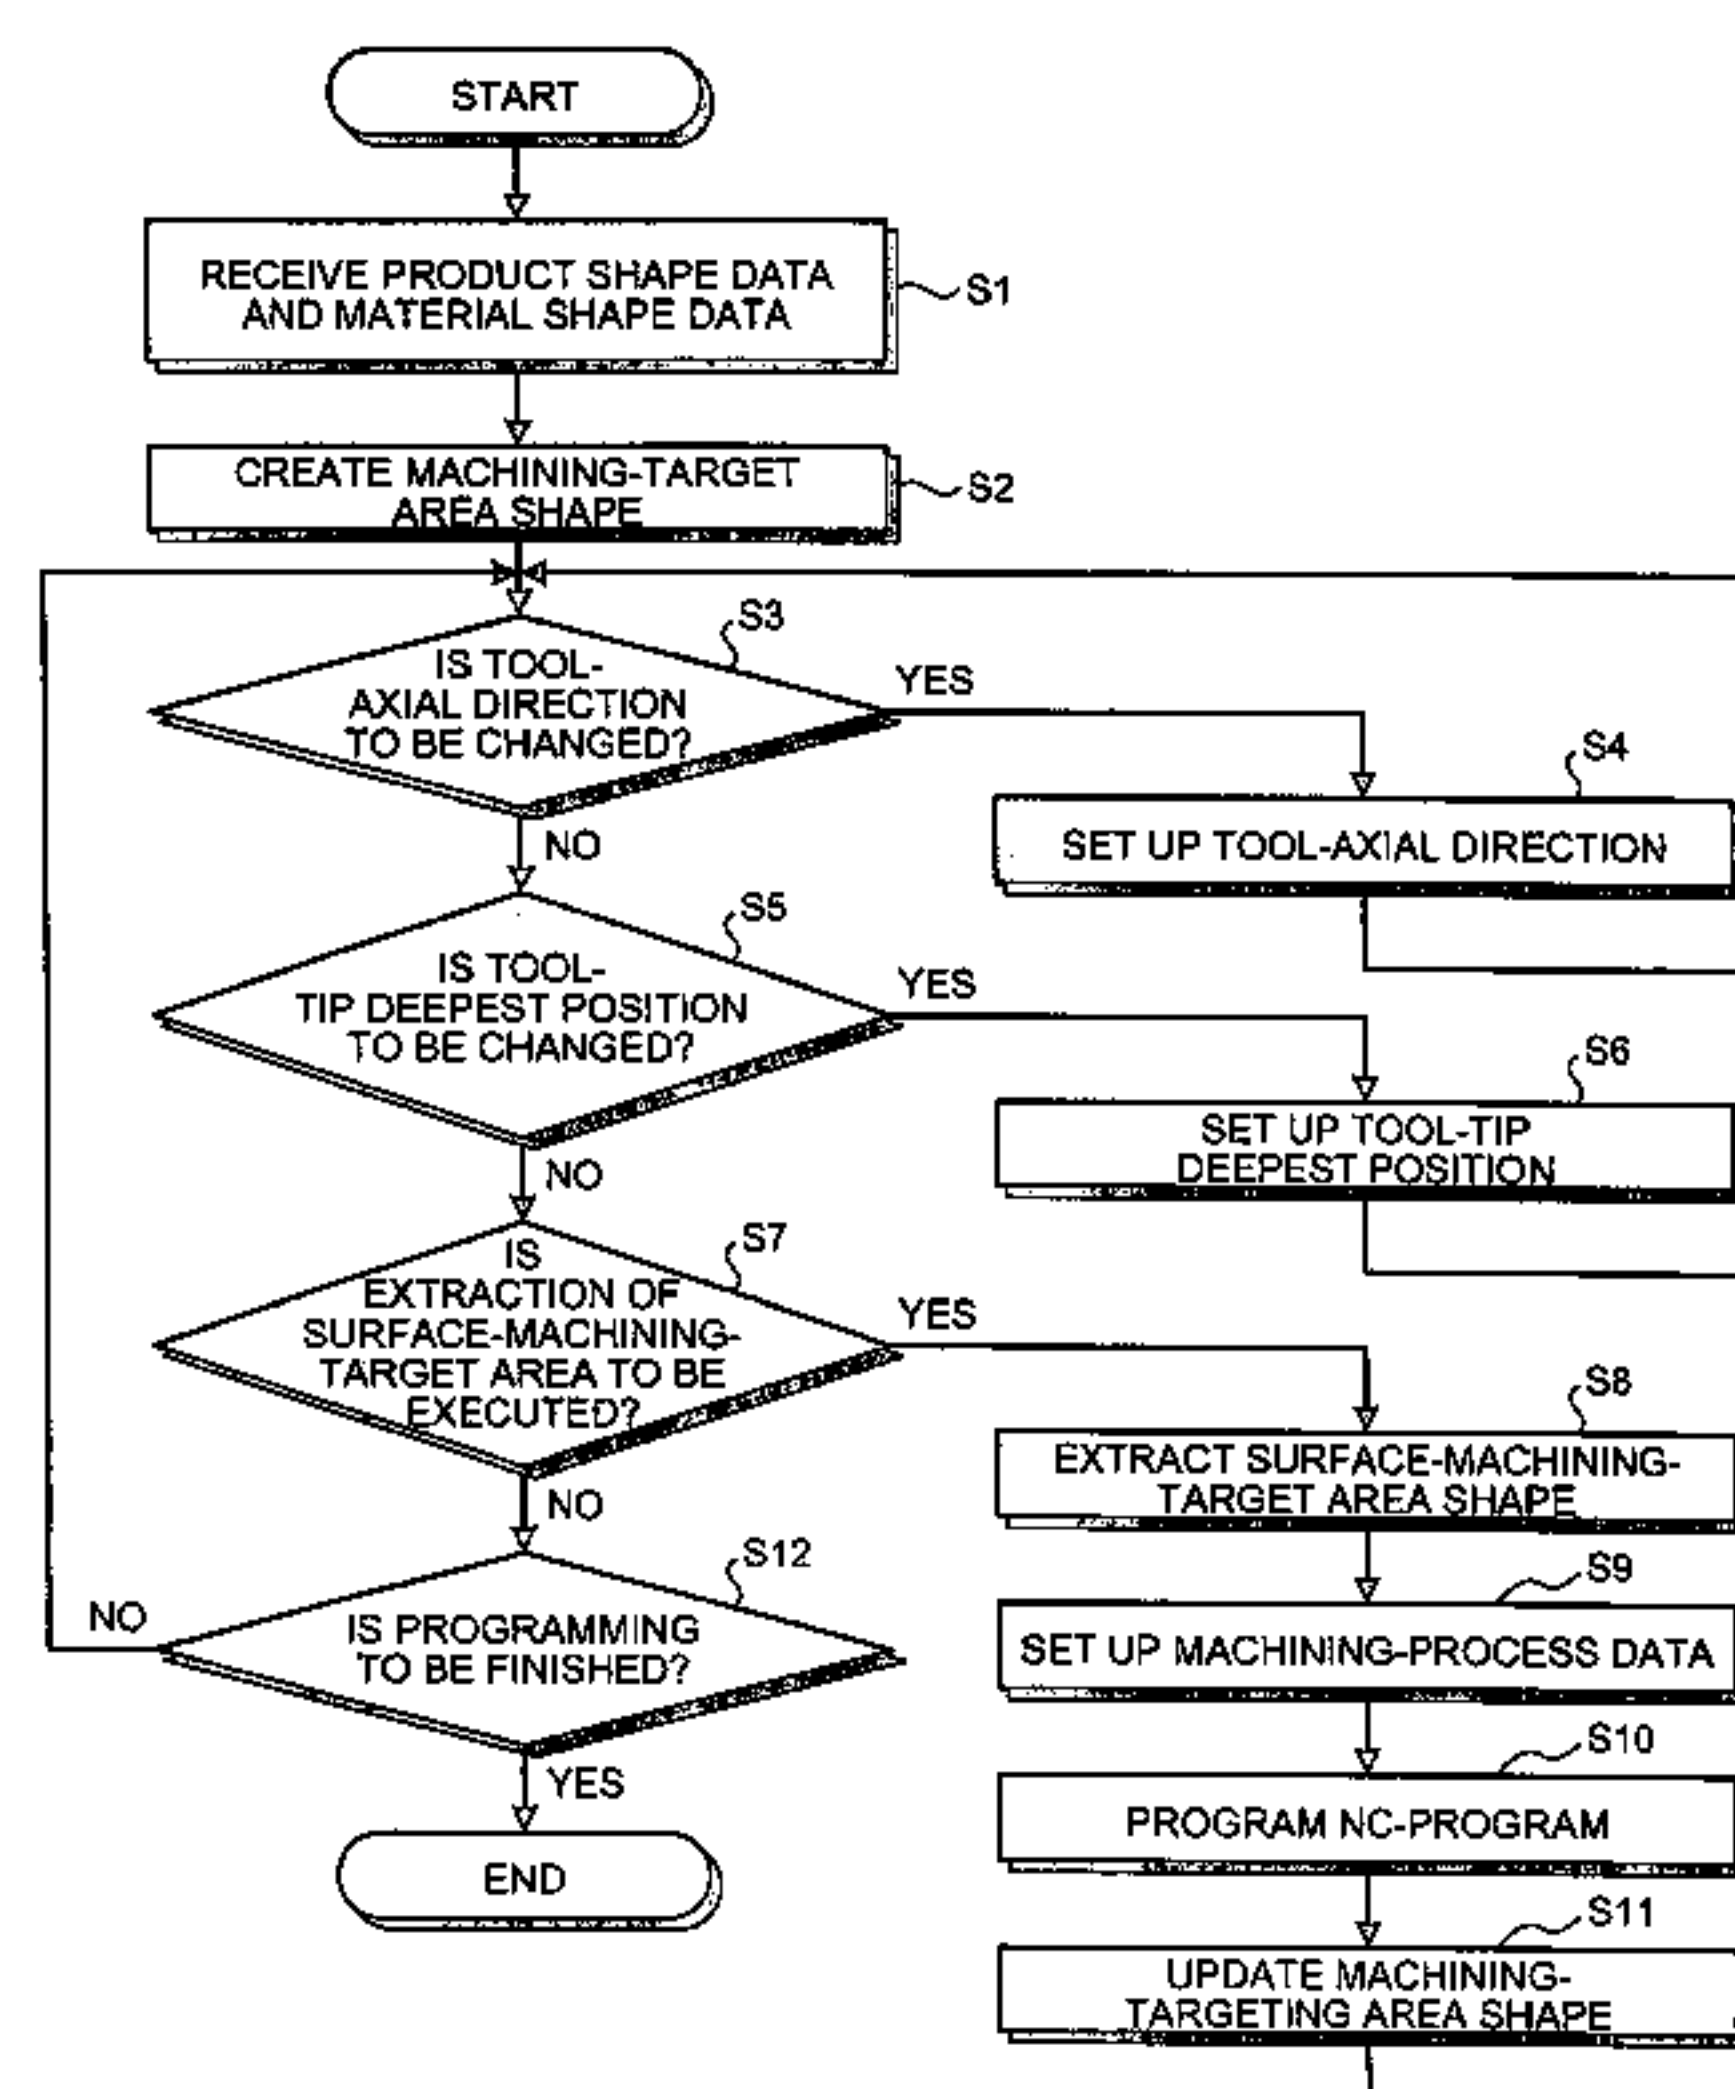 START
RECEIVE PRODUCT SHAPE DATA
AND MATERIAL SHAPE DATA
S1
CREATE MACHINING-TARGET
AREA SHAPE
S2
S3
IS TOOL-
AXIAL DIRECTION
TO BE CHANGED?
YES
NO
S4
SET UP TOOL-AXIAL DIRECTION
S5
IS TOOL-
TIP DEEPEST POSITION
TO BE CHANGED?
YES
NO
S6
SET UP TOOL-TIP
DEEPEST POSITION
S7
IS
EXTRACTION OF
SURFACE-MACHINING-
TARGET AREA TO BE
EXECUTED?
YES
NO
S8
EXTRACT SURFACE-MACHINING-
TARGET AREA SHAPE
S9
SET UP MACHINING-PROCESS DATA
S10
PROGRAM NC-PROGRAM
S11
UPDATE MACHINING-
TARGETING AREA SHAPE
S12
IS PROGRAMMING
TO BE FINISHED?
NO
YES
END